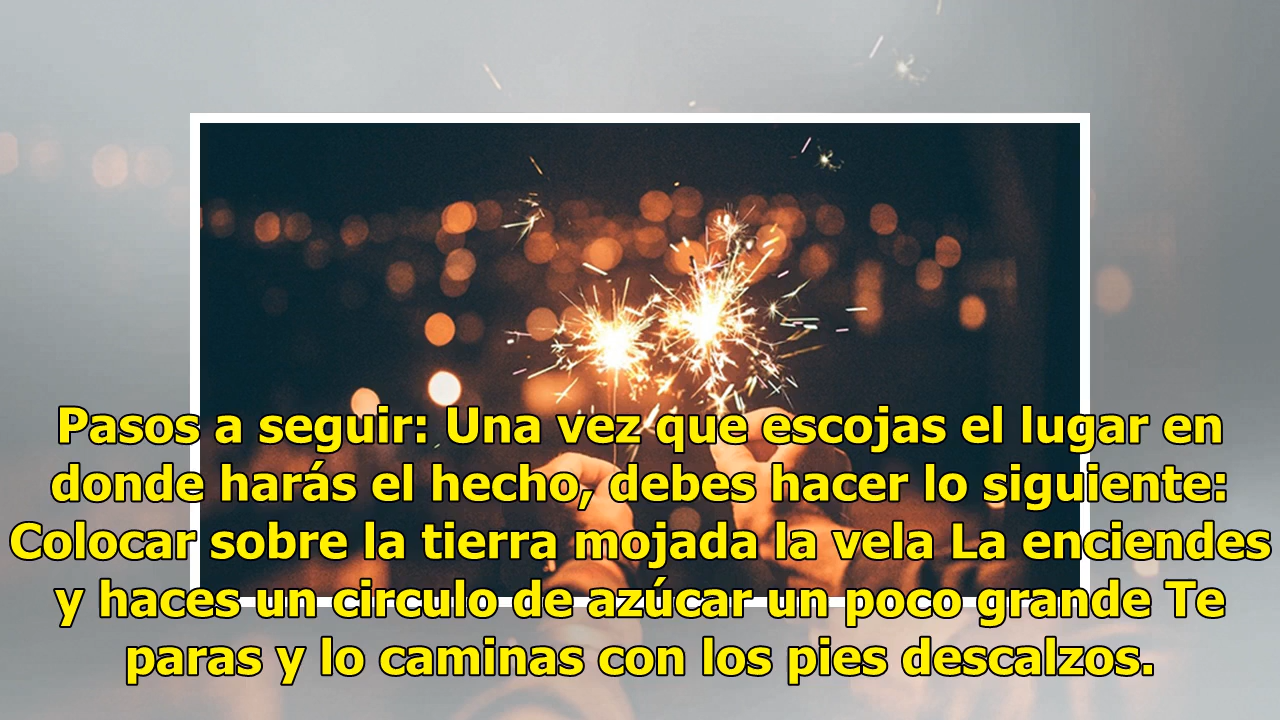 Pasos a seguir: Una vez que escojas el lugar en
donde harás el hecho, debes hacer lo siguiente:
Colocar sobre la tierra mojada la vela La enciendes
y haces un circulo de azúcar un poco grande Te
paras y lo caminas con los pies descalzos.